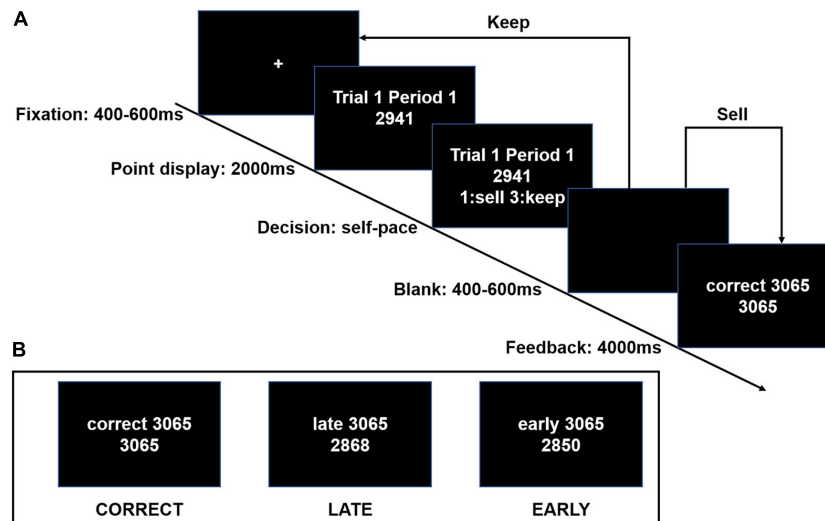 A
Keep
+
Fixation: 400-600ms
Trial 1 Period 1
2941
Point display: 2000ms
Trial 1 Period 1
2941
1:sell 3:keep
Decision: self-pace
Sell
Blank: 400-600ms
correct 3065
3065
Feedback: 4000ms
B
correct 3065
3065
CORRECT
late 3065
2868
LATE
early 3065
2850
EARLY